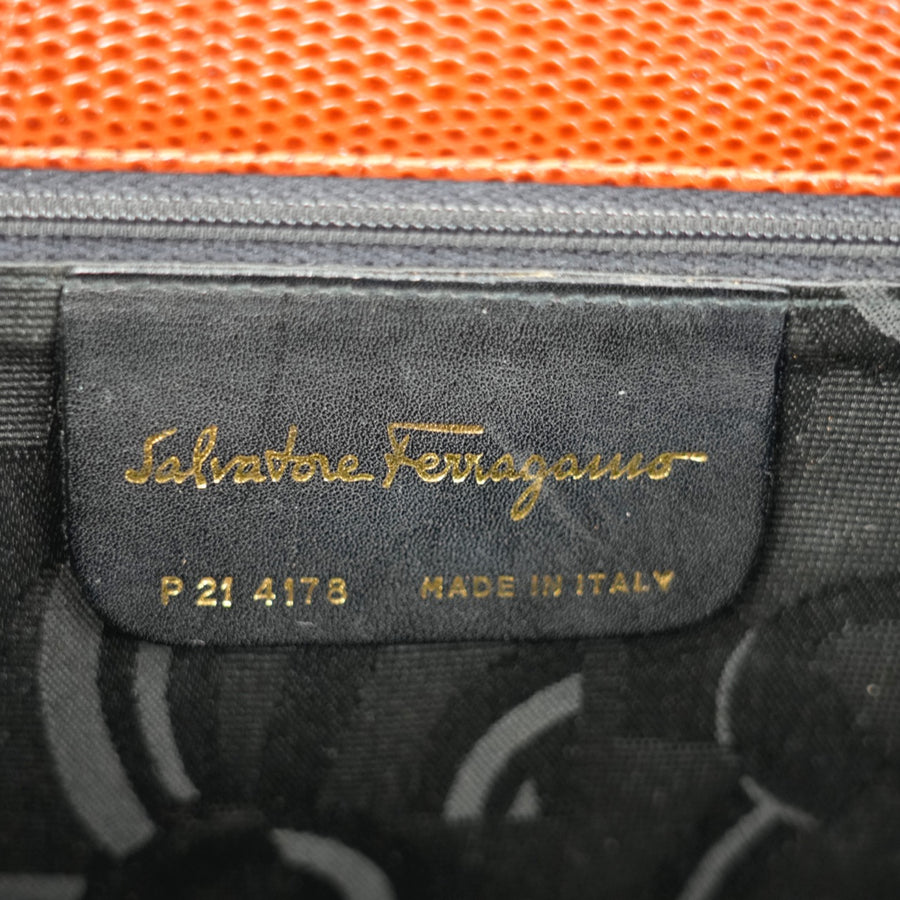 Salvatore Ferragamo
P 21 4178 MADE IN ITALY